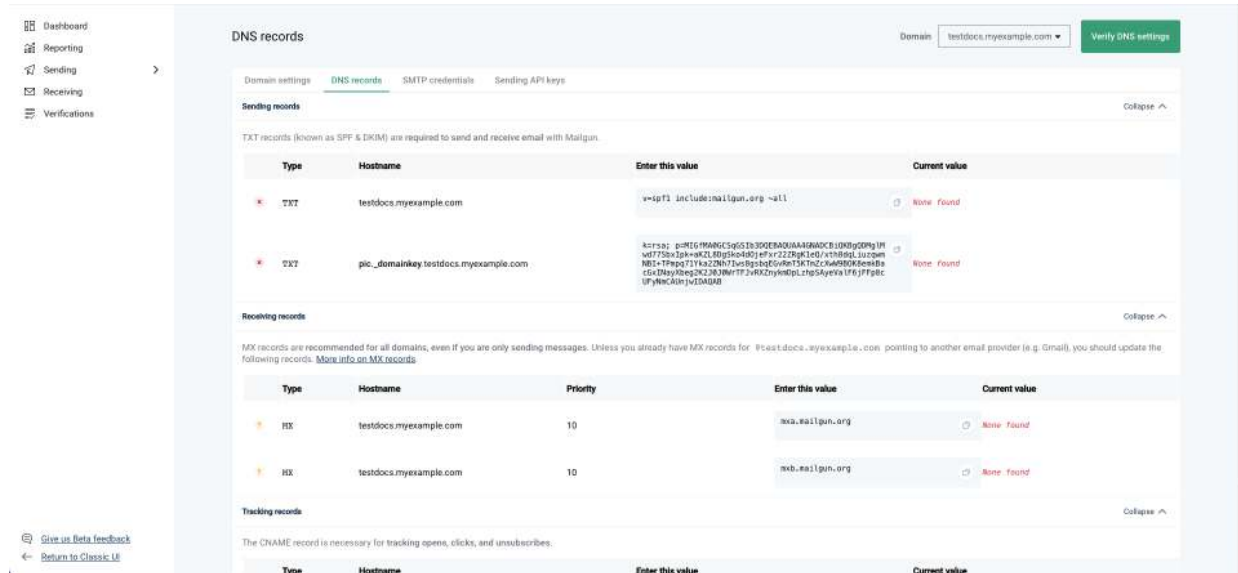 Dashboard
Reporting
Sending
Receiving
Verifications
DNS records
Domain testdocs.myexample.com
Verify DNS settings
Domain settings DNS records SMTP credentials Sending API keys
Sending records Collapse
TXT records (known as SPF & DKIM) are required to send and receive email with Mailgun.
Type Hostname Enter this value Current value
TXT testdocs.myexample.com v=spf1 include:mailgun.org ~all None found
TXT pic._domainkey.testdocs.myexample.com k=rsa; None found
Receiving records Collapse
MX records are recommended for all domains, even if you are only sending messages. Unless you already have MX records for @testdocs.myexample.com pointing to another email provider (e.g. Gmail), you should update the
following records. More info on MX records.
Type Hostname Priority Enter this value Current value
MX testdocs.myexample.com 10 mxa.mailgun.org None found
MX testdocs.myexample.com 10 mxb.mailgun.org None found
Tracking records Collapse
The CNAME record is necessary for tracking opens, clicks, and unsubscribes.
Type Hostname Enter this value Current value
Give us Beta feedback
Return to Classic UI